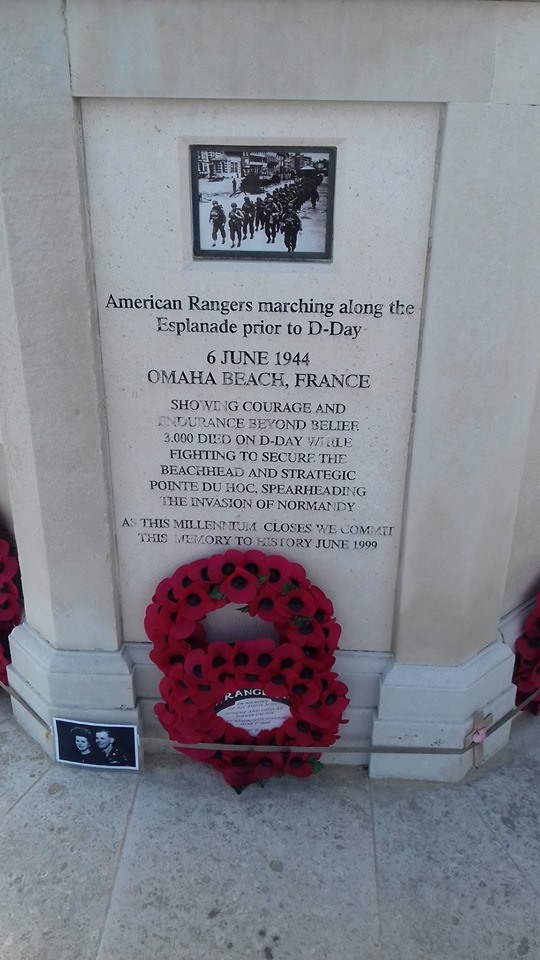 American Rangers marching along the
Esplanade prior to D-Day
6 JUNE 1944
OMAHA BEACH, FRANCE
SHOWING COURAGE AND
ENDURANCE BEYOND BELIEF
3.000 DIED ON D-DAY WHILE
FIGHTING TO SECURE THE
BEACHHEAD AND STRATEGIC
POINTE DU HOC, SPEARHEADING
THE INVASION OF NORMANDY
AS THIS MILLENNIUM CLOSES WE COMMIT
THIS MEMORY TO HISTORY JUNE 1999
IN MEMORY